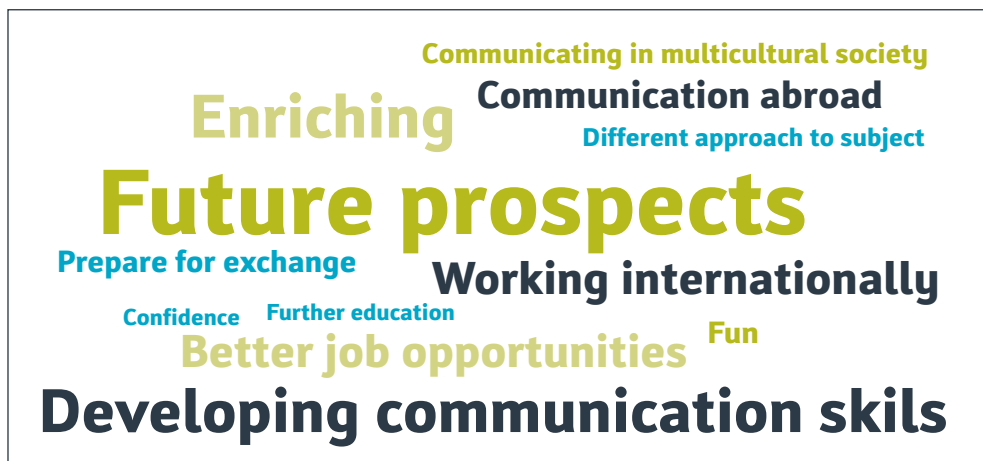 Communicating in multicultural society
Communication abroad
Enriching
Different approach to subject
Future prospects
Prepare for exchange
Working internationally
Further education
Confidence
Fun
Better job opportunities
Developing communication skils